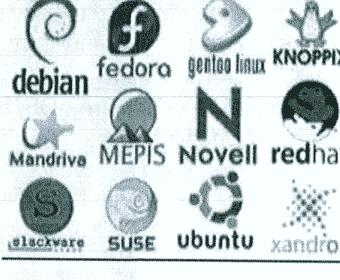 debian fedora gentoo linux KNOPPIX
Mandriva MEPIS Novell redha
S
slackware SUSE ubuntu xandro